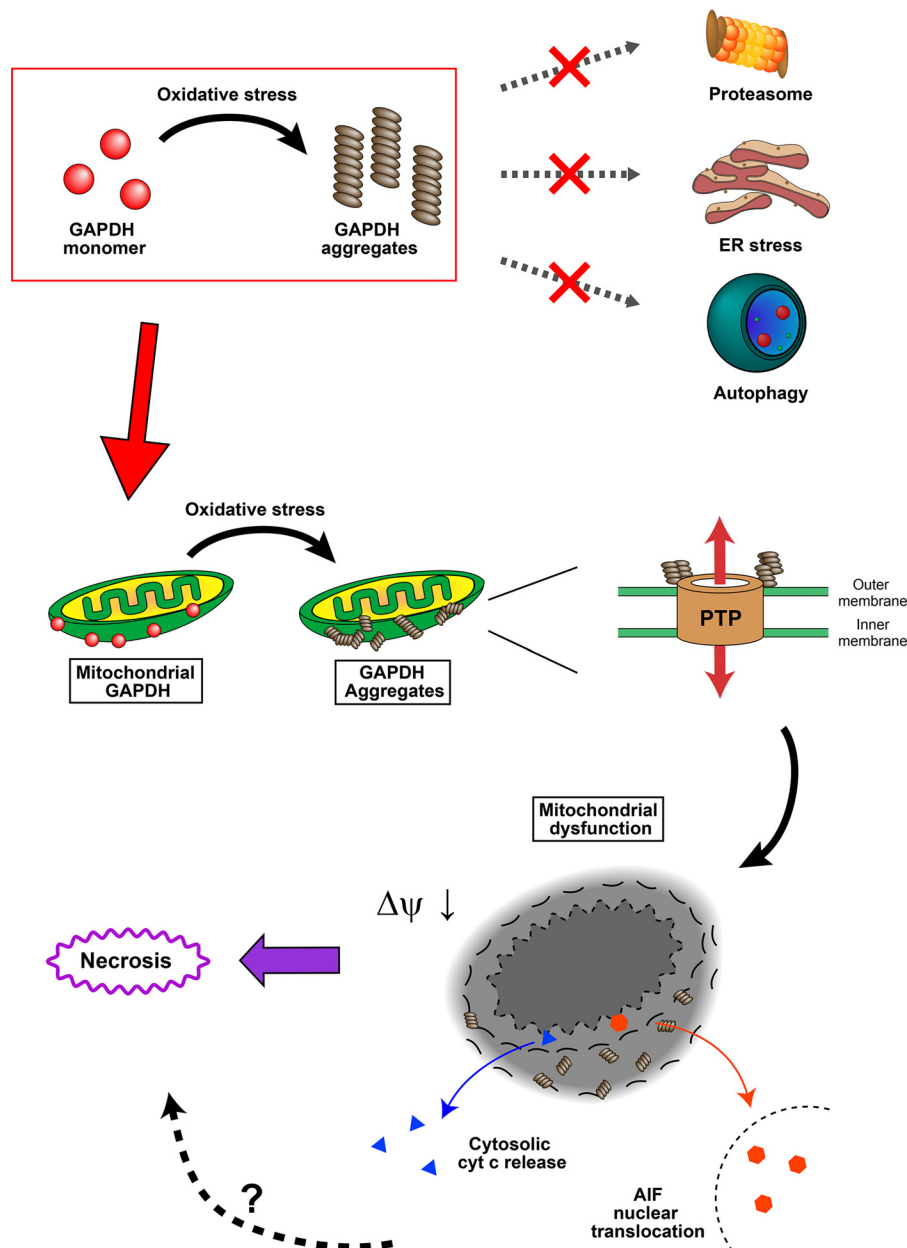 Oxidative stress
GAPDH
monomer
GAPDH
aggregates
Proteasome
ER stress
Autophagy
Oxidative stress
Mitochondrial
GAPDH
GAPDH
Aggregates
PTP
Outer
membrane
Inner
membrane
Mitochondrial
dysfunction
Δψ ↓
Necrosis
Cytosolic
cyt c release
AIF
nuclear
translocation
?